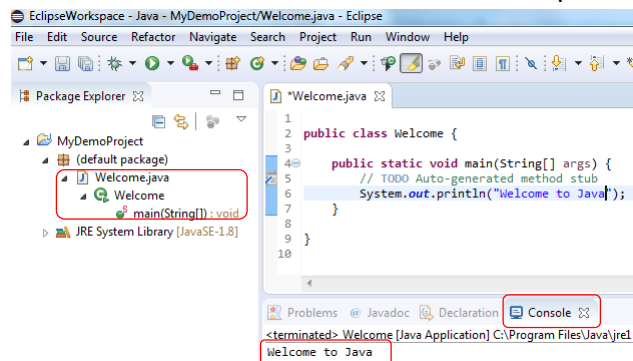 EclipseWorkspace - Java - MyDemoProject/Welcome.java - Eclipse
File Edit Source Refactor Navigate Search Project Run Window Help
Package Explorer
MyDemoProject
(default package)
Welcome.java
Welcome
main(String[]) : void
JRE System Library [JavaSE-1.8]
*Welcome.java
1
2 public class Welcome {
3
4 public static void main(String[] args) {
5 // TODO Auto-generated method stub
6 System.out.println("Welcome to Java");
7 }
8
9 }
10
Problems @ Javadoc Declaration Console
<terminated> Welcome [Java Application] C:\Program Files\Java\jre1
Welcome to Java